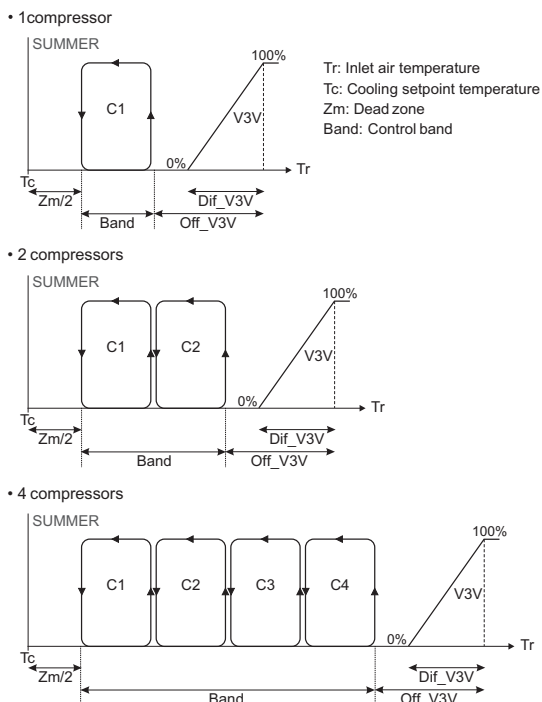 • 1compressor
SUMMER
100%
C1
V3V
0%
Tr
Tc
Zm/2
Dif_V3V
Band
Off_V3V
Tr: Inlet air temperature
Tc: Cooling setpoint temperature
Zm: Dead zone
Band: Control band
• 2 compressors
SUMMER
100%
C1 C2
V3V
0%
Tr
Tc
Zm/2
Dif_V3V
Band
Off_V3V
• 4 compressors
SUMMER
100%
C1 C2 C3 C4
V3V
0%
Tr
Tc
Zm/2
Dif_V3V
Band
Off_V3V